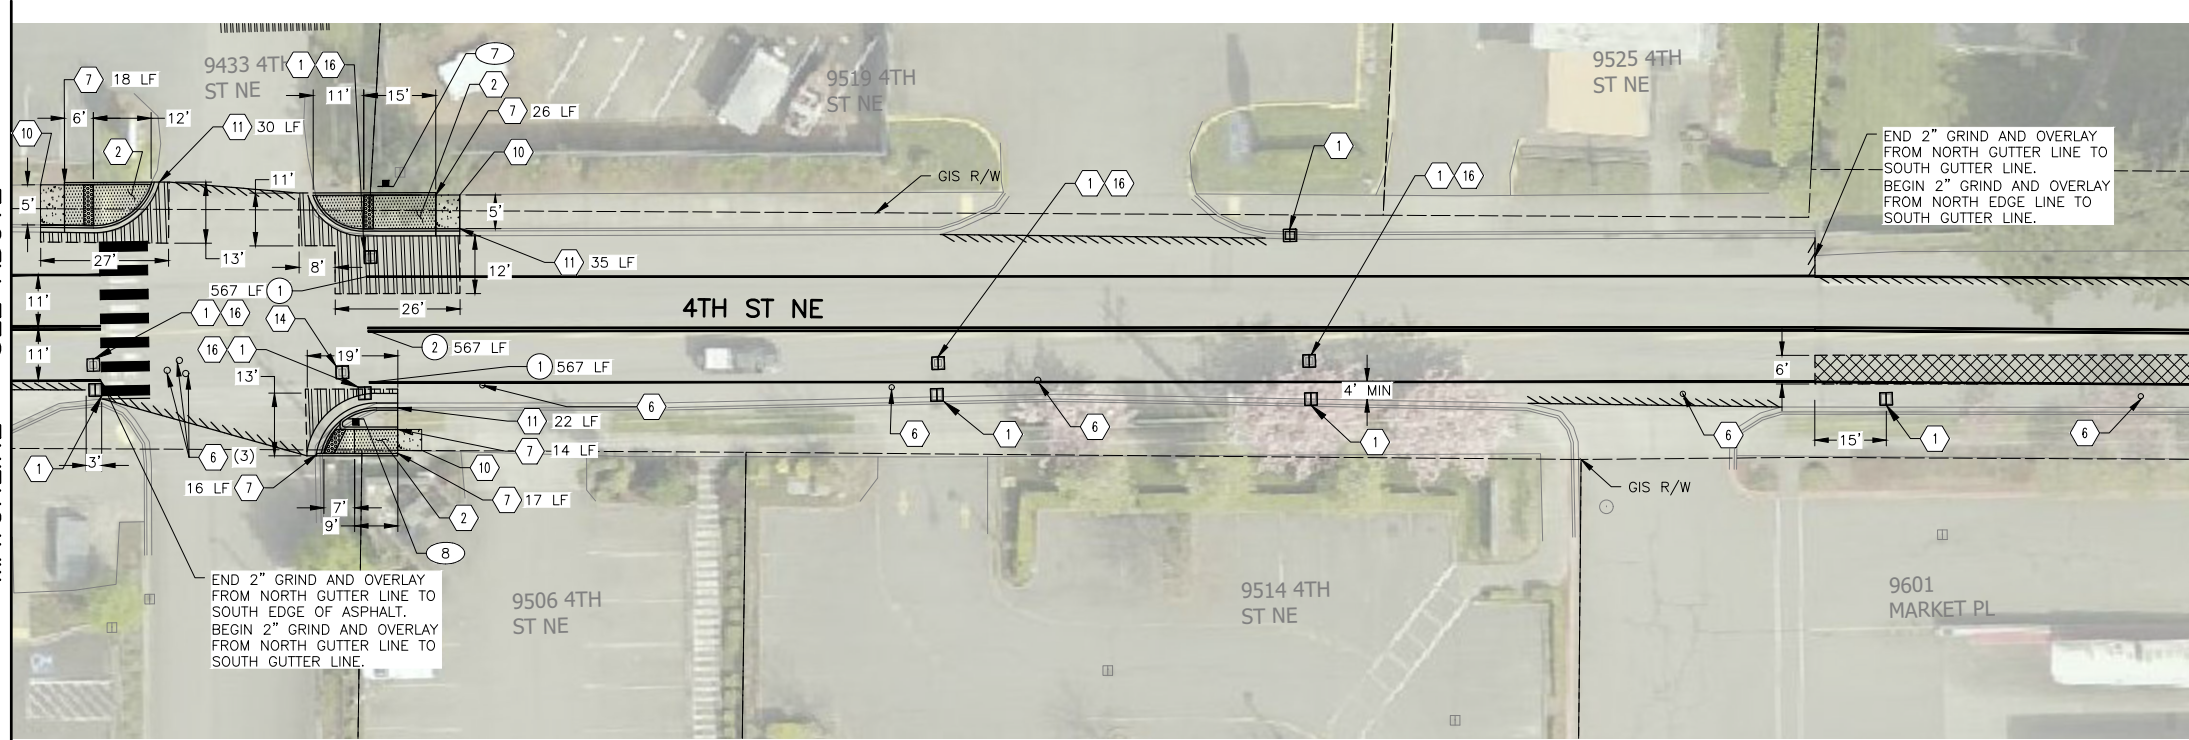 9433 4TH
ST NE
1 16
7
7 18 LF
2
11' 15'
7 26 LF
9519 4TH
ST NE
9525 4TH
ST NE
6' 12'
10
11 30 LF
2
10
1
END 2" GRIND AND OVERLAY
FROM NORTH GUTTER LINE TO
SOUTH GUTTER LINE.
BEGIN 2" GRIND AND OVERLAY
FROM NORTH EDGE LINE TO
SOUTH GUTTER LINE.
11'
GIS R/W
1 16
1 16
5'
5'
27'
13'
8'
11 35 LF
12'
567 LF 1
26'
11'
4TH ST NE
1 16
14
11'
16 1
19'
2 567 LF
13'
1 567 LF
6'
4' MIN
6
11 22 LF
6
1
6
1
6
15'
1
6
1
3'
6 (3)
7 14 LF
10
16 LF 7
7 17 LF
GIS R/W
7'
2
9'
8
END 2" GRIND AND OVERLAY
FROM NORTH GUTTER LINE TO
SOUTH EDGE OF ASPHALT.
BEGIN 2" GRIND AND OVERLAY
FROM NORTH GUTTER LINE TO
SOUTH GUTTER LINE.
9506 4TH
ST NE
9514 4TH
ST NE
9601
MARKET PL